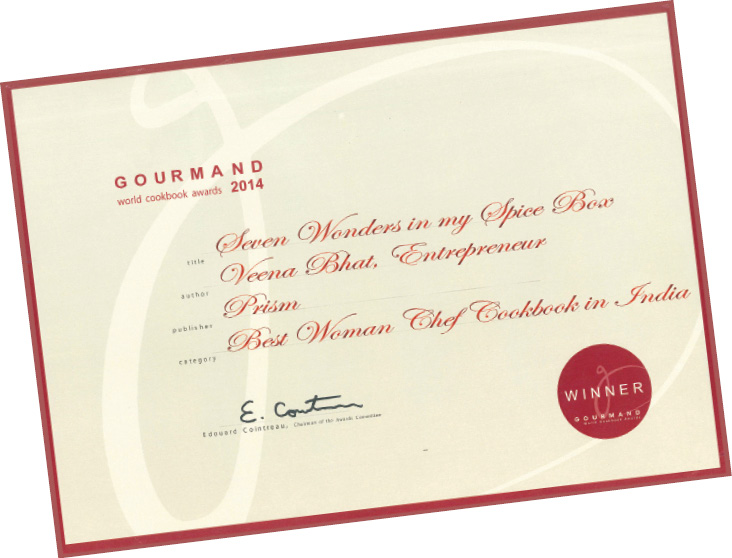 GOURMAND
world cookbook awards 2014
title Seven Wonders in my Spice Box
author Veena Bhat, Entrepreneur
publisher Prism
category Best Woman Chef Cookbook in India
E. Cointreau
Edouard Cointreau, Chairman of the Awards Committee
WINNER
GOURMAND
World Cookbook Awards